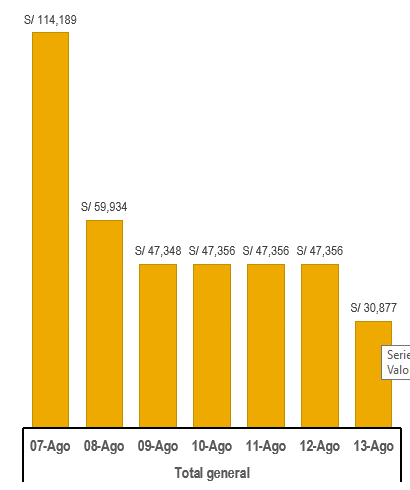 S/ 114,189
S/ 59,934
S/ 47,348
S/ 47,356
S/ 47,356
S/ 47,356
S/ 30,877
Serie
Valo
07-Ago
08-Ago
09-Ago
10-Ago
11-Ago
12-Ago
13-Ago
Total general